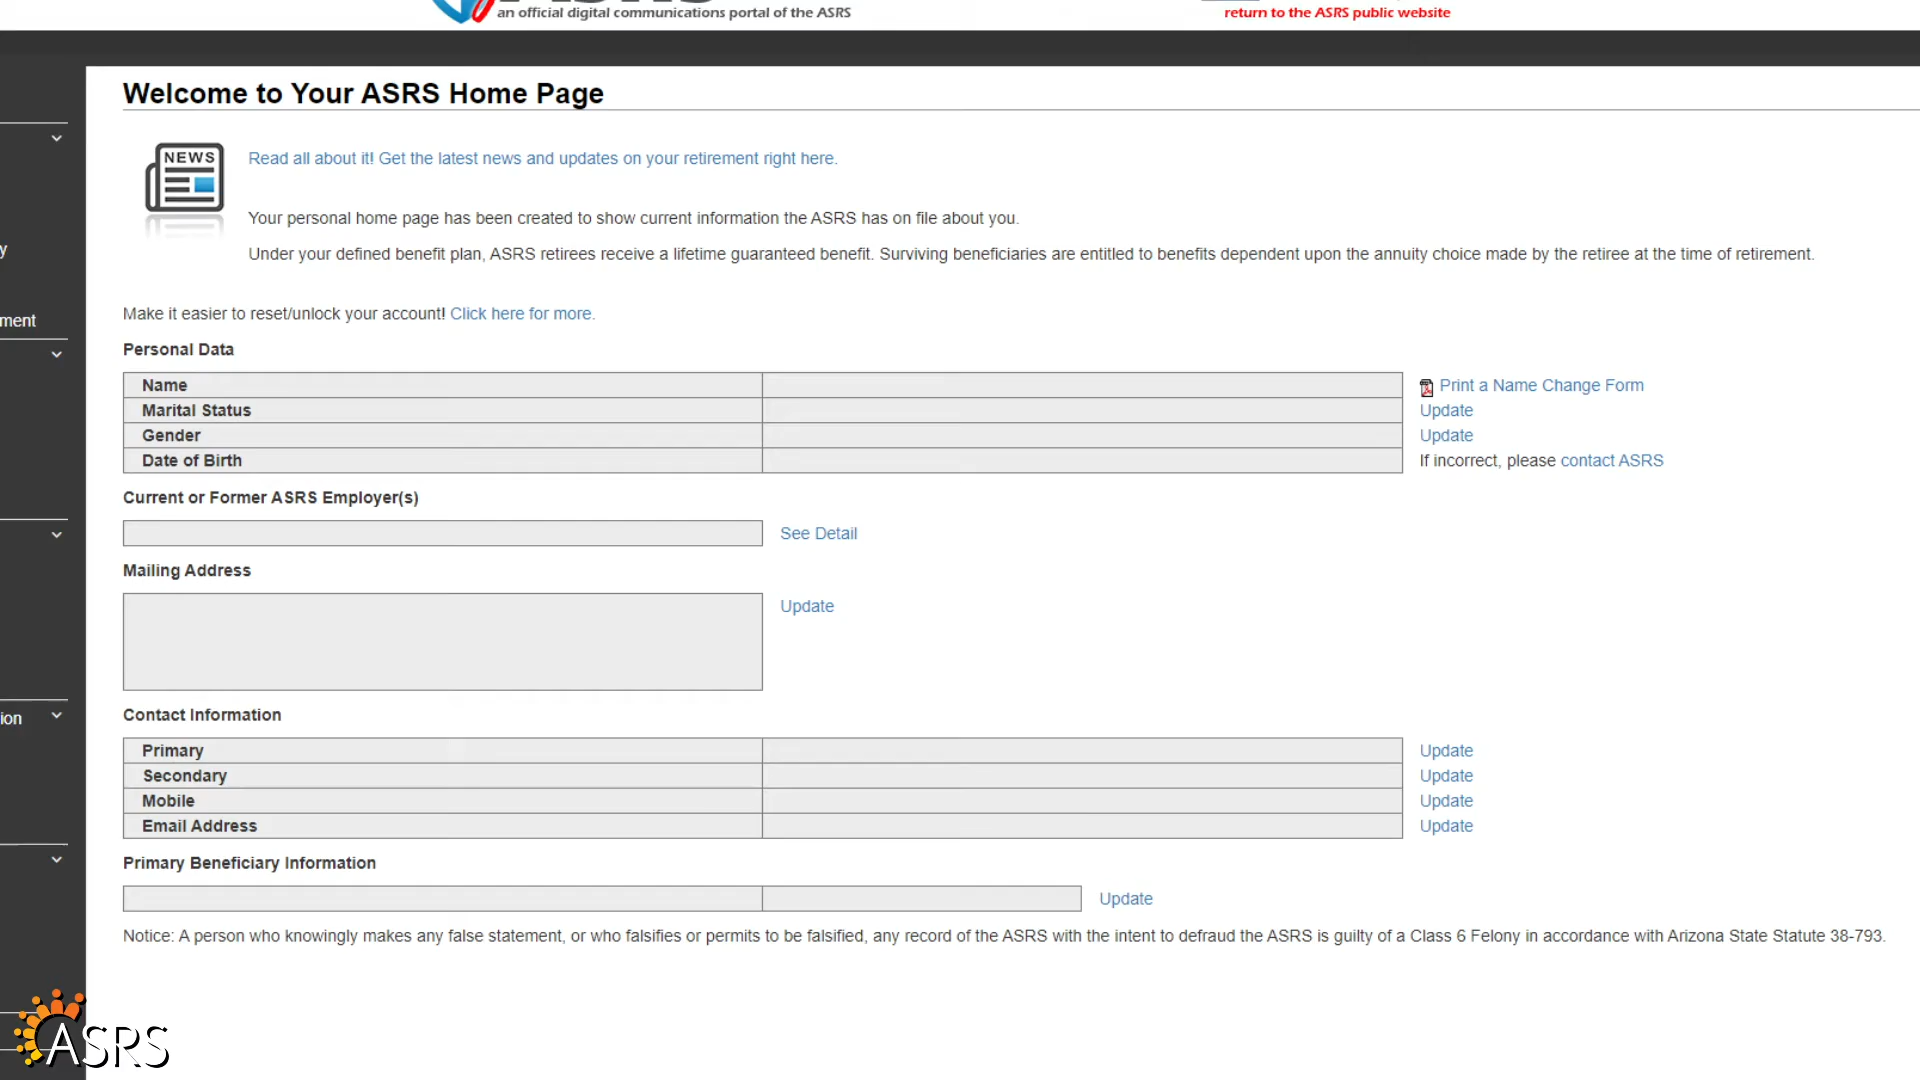 an official digital communications portal of the ASRS
return to the ASRS public website
Welcome to Your ASRS Home Page
NEWS
Read all about it! Get the latest news and updates on your retirement right here.
Your personal home page has been created to show current information the ASRS has on file about you.
y
Under your defined benefit plan, ASRS retirees receive a lifetime guaranteed benefit. Surviving beneficiaries are entitled to benefits dependent upon the annuity choice made by the retiree at the time of retirement.
ment
Make it easier to reset/unlock your account! Click here for more.
Personal Data
Name
Print a Name Change Form
Marital Status
Update
Gender
Update
Date of Birth
If incorrect, please contact ASRS
Current or Former ASRS Employer(s)
See Detail
Mailing Address
Update
ion
Contact Information
Primary
Update
Secondary
Update
Mobile
Update
Email Address
Update
Primary Beneficiary Information
Update
Notice: A person who knowingly makes any false statement, or who falsifies or permits to be falsified, any record of the ASRS with the intent to defraud the ASRS is guilty of a Class 6 Felony in accordance with Arizona State Statute 38-793.
ASRS